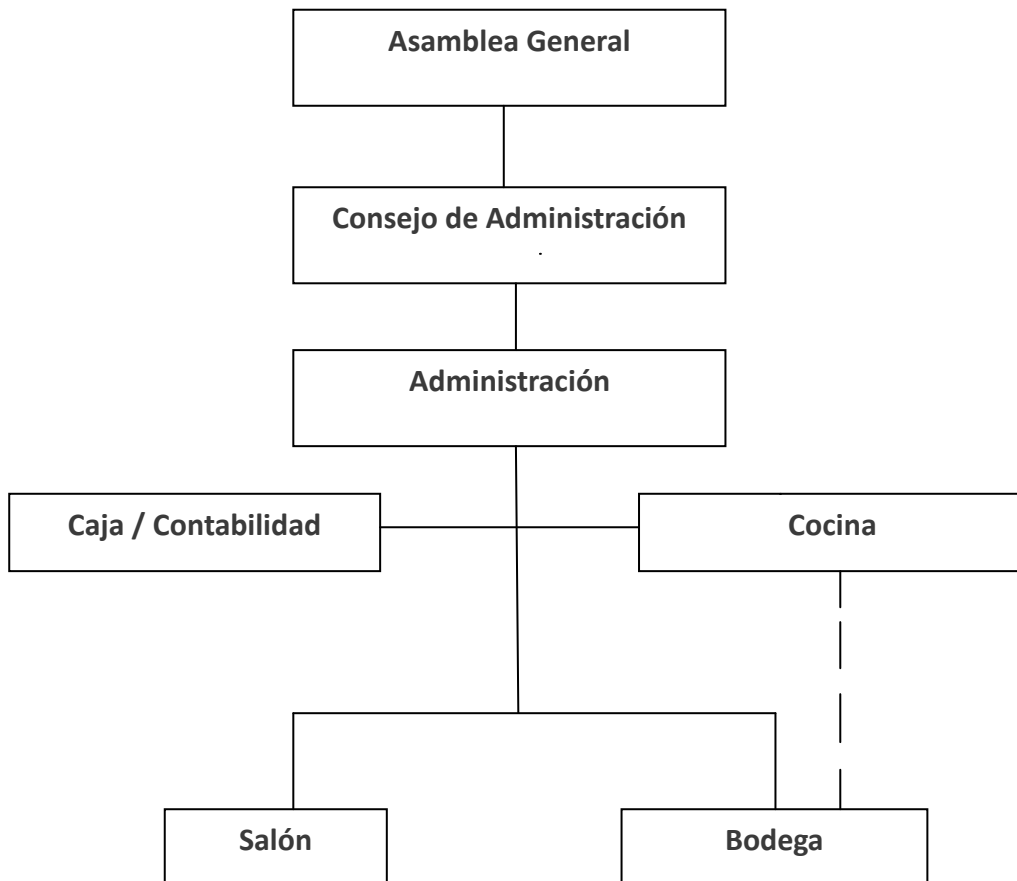 Asamblea General
Consejo de Administración
Administración
Caja / Contabilidad
Cocina
Salón
Bodega